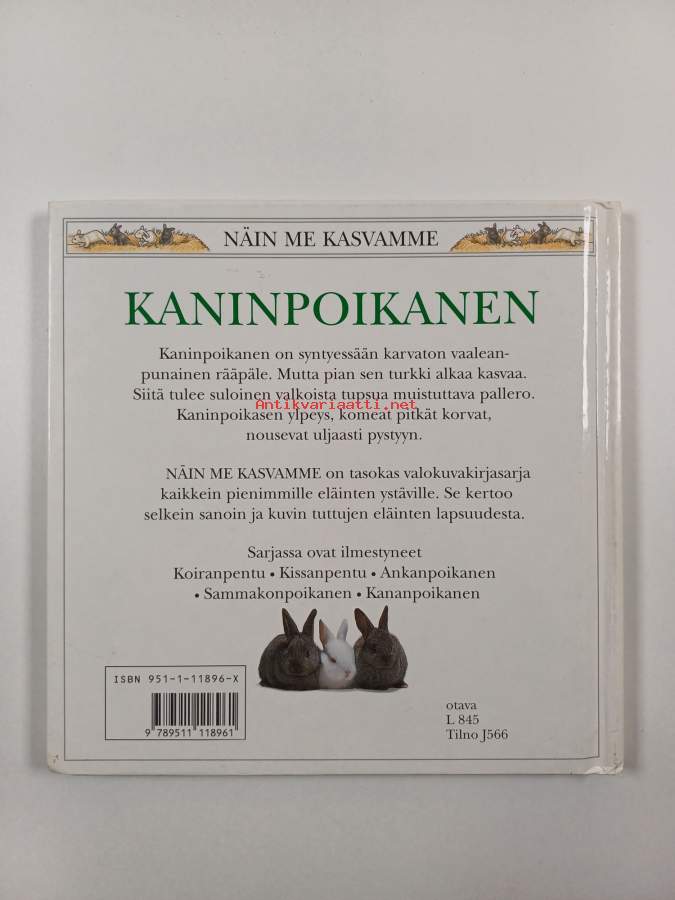 NÄIN ME KASVAMME
KANINPOIKANEN
Kaninpoikanen on syntyessään karvaton vaalean-
punainen rääpäle. Mutta pian sen turkki alkaa kasvaa.
Siitä tulee suloinen valkoista tupsua muistuttava pallero.
Antikvariaatti.net
Kaninpoikasen ylpeys, komeat pitkät korvat,
nousevat uljaasti pystyyn.
NÄIN ME KASVAMME on tasokas valokuvakirjasarja
kaikkein pienimmille eläinten ystäville. Se kertoo
selkein sanoin ja kuvin tuttujen eläinten lapsuudesta.
Sarjassa ovat ilmestyneet
Koiranpentu • Kissanpentu • Ankanpoikanen
• Sammakonpoikanen • Kananpoikanen
ISBN 951-1-11896-X
9 789511 118961
otava
L 845
Tilno J566